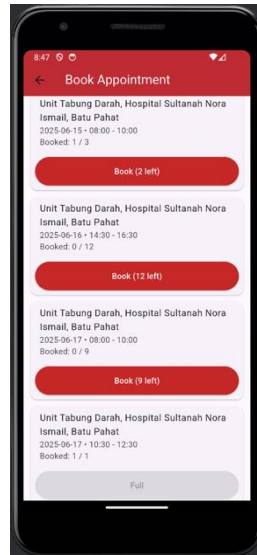 8:47
Book Appointment
Unit Tabung Darah, Hospital Sultanah Nora
Ismail, Batu Pahat
2025-06-15 • 08:00 - 10:00
Booked: 1 / 3
Book (2 left)
Unit Tabung Darah, Hospital Sultanah Nora
Ismail, Batu Pahat
2025-06-16 • 14:30 - 16:30
Booked: 0 / 12
Book (12 left)
Unit Tabung Darah, Hospital Sultanah Nora
Ismail, Batu Pahat
2025-06-17 • 08:00 - 10:00
Booked: 0 / 9
Book (9 left)
Unit Tabung Darah, Hospital Sultanah Nora
Ismail, Batu Pahat
2025-06-17 • 10:30 - 12:30
Booked: 1 / 1
Full